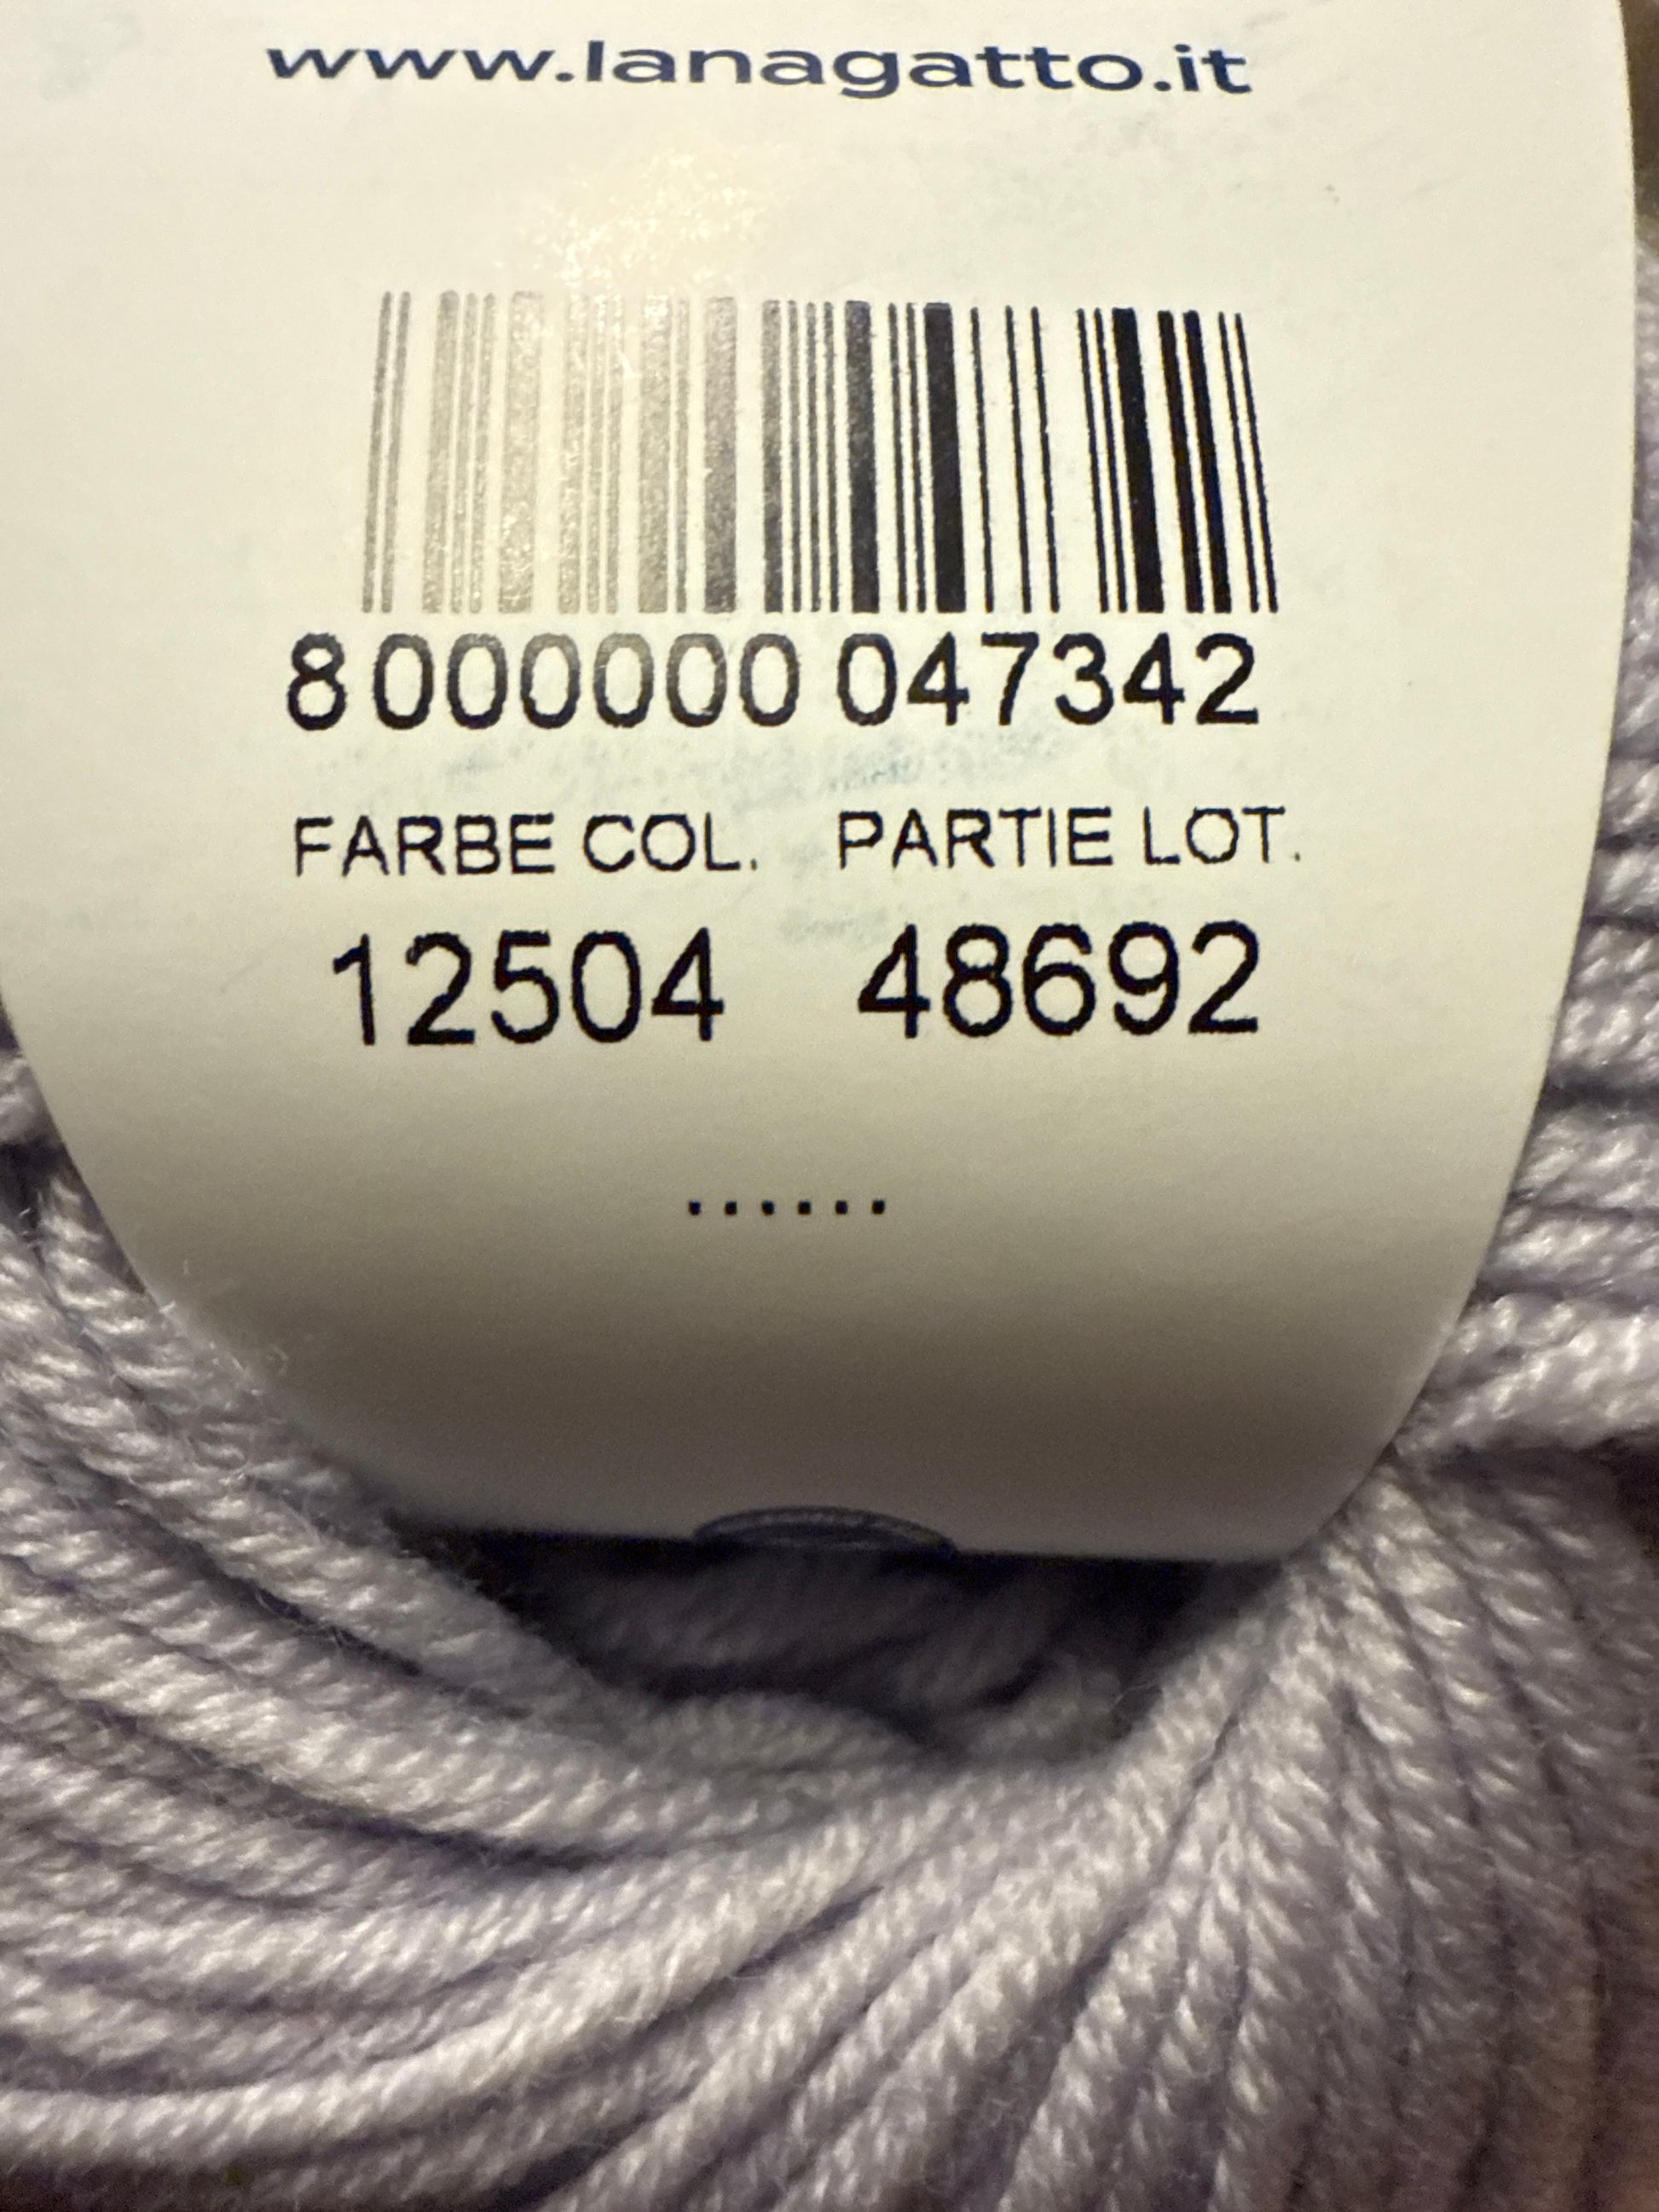 www.lanagatto.it
8 000000 047342
FARBE COL. PARTIE LOT.
12504 48692
......